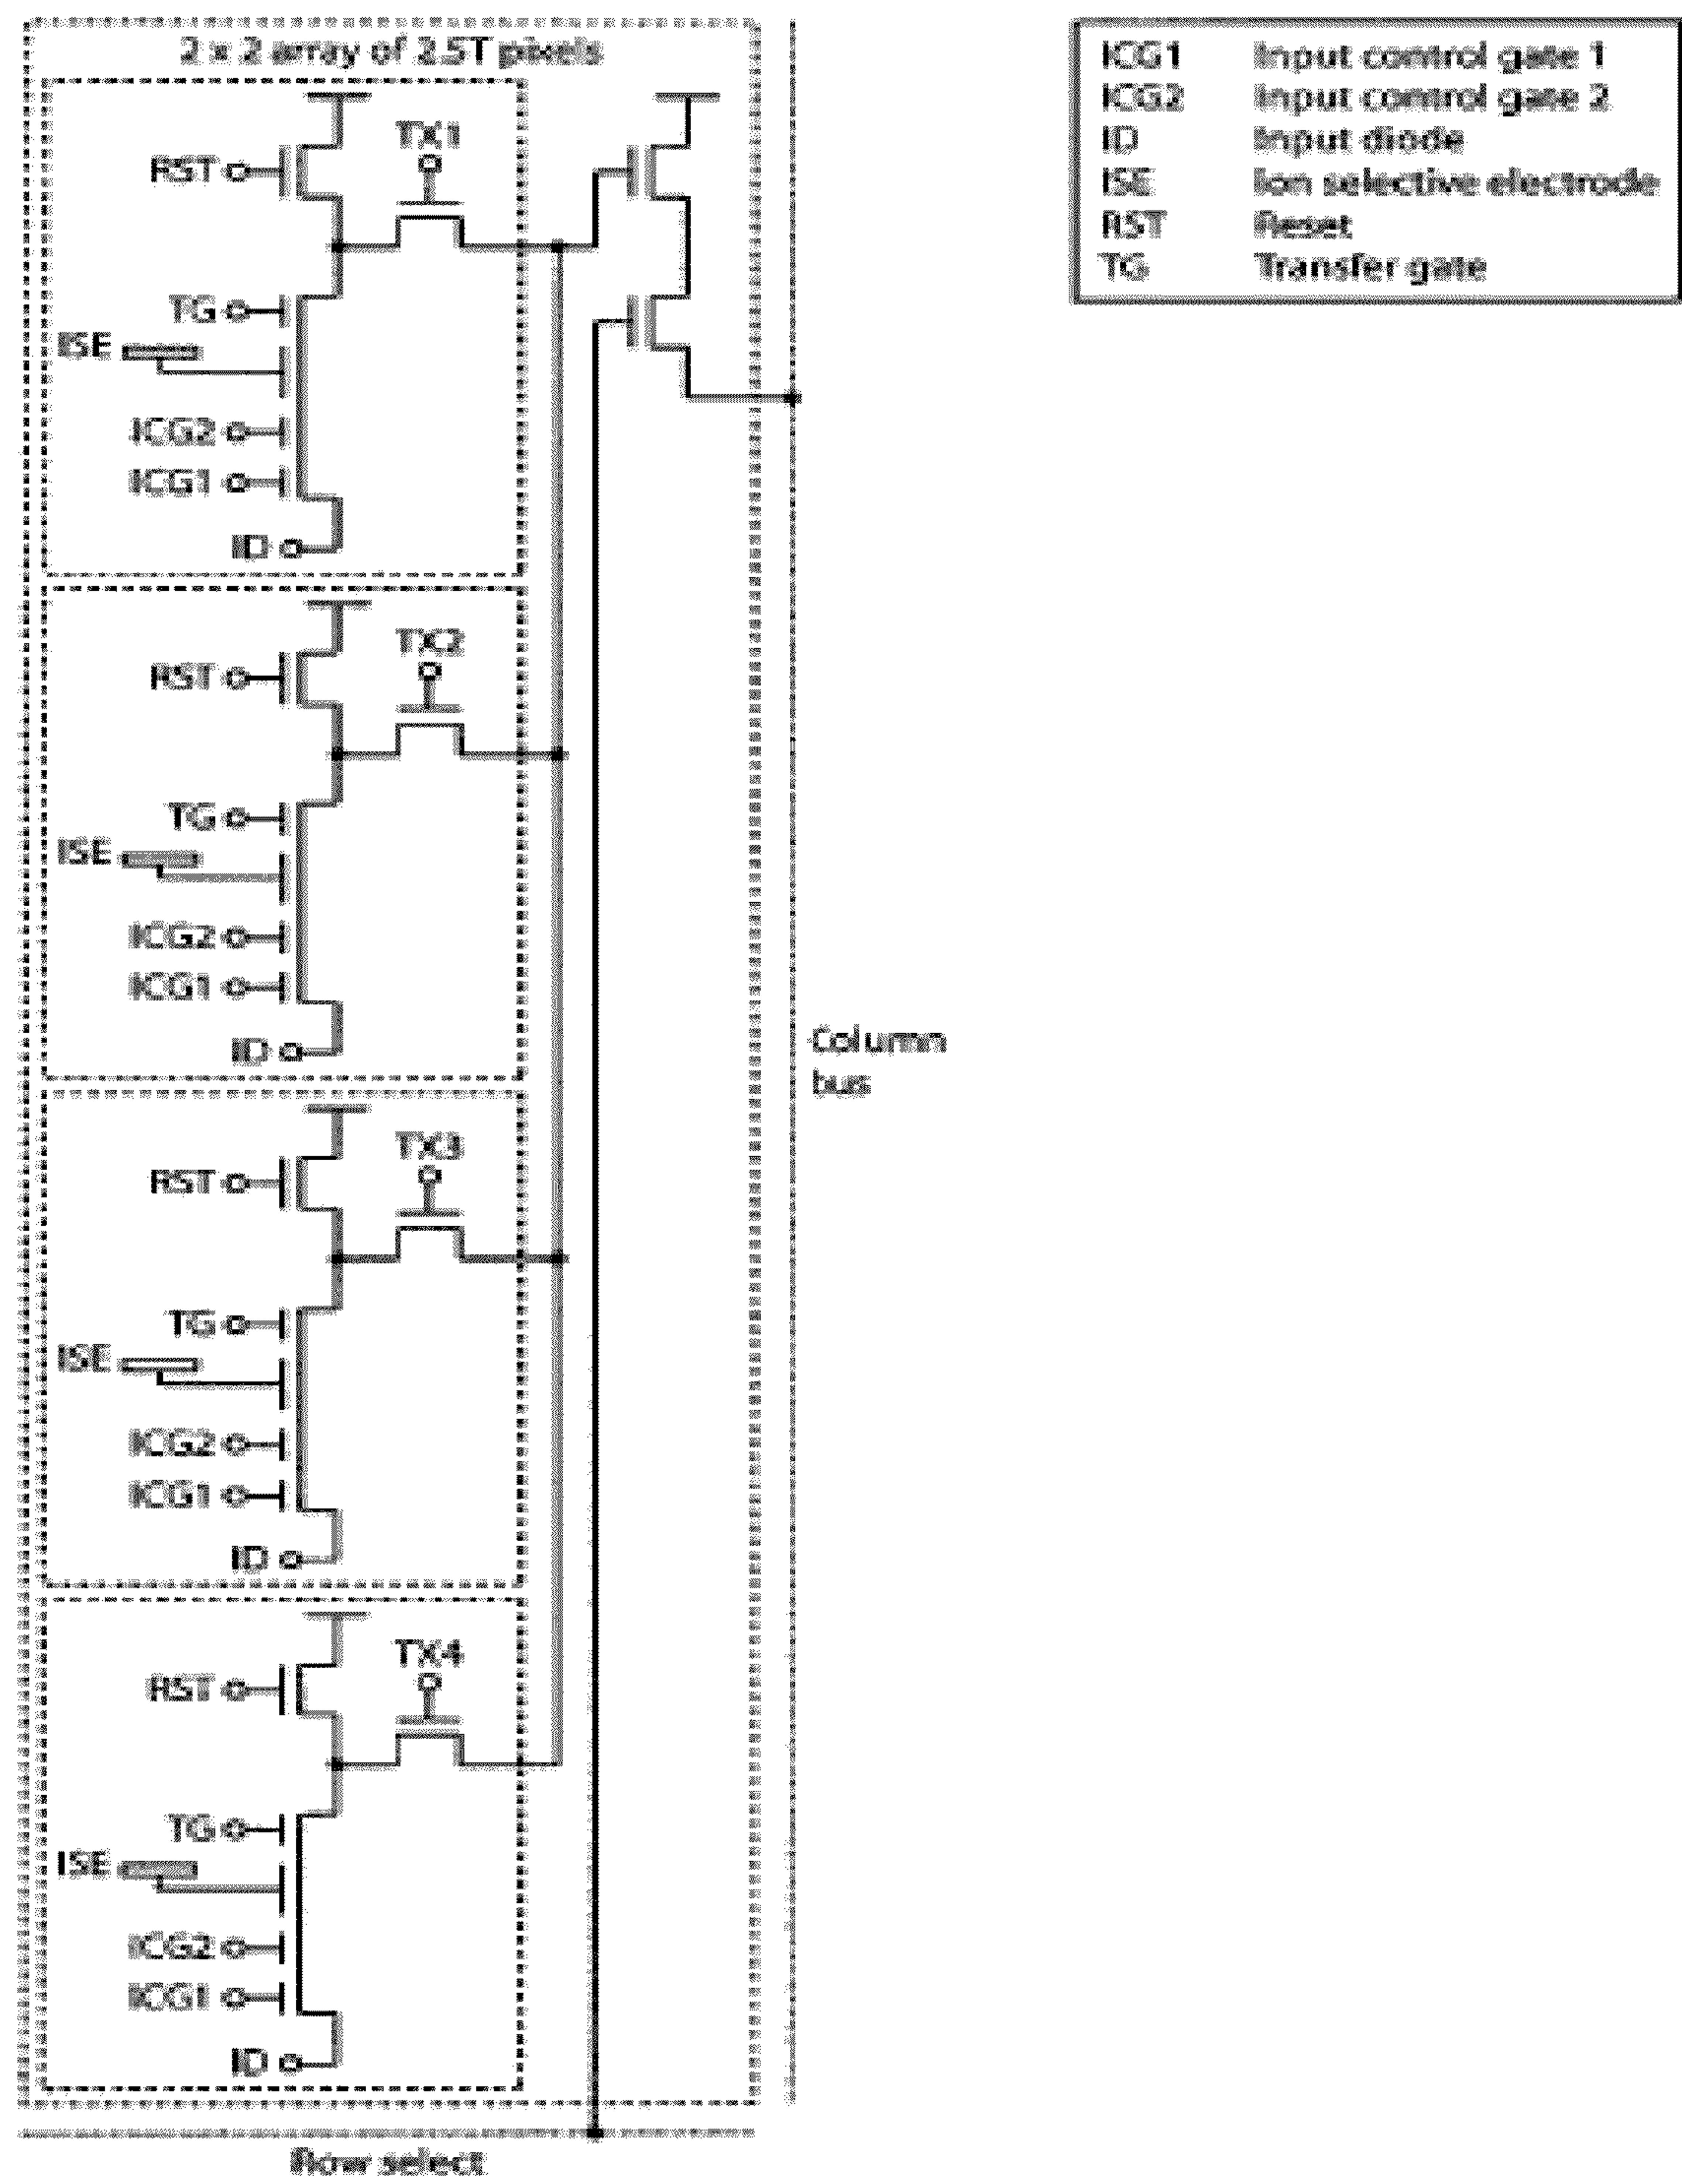 2 x 2 array of 2.5T pixels
RST
TX1
TG
ISE
ICG2
ICG1
ID
RST
TX2
TG
ISE
ICG2
ICG1
ID
RST
TX3
TG
ISE
ICG2
ICG1
ID
RST
TX4
TG
ISE
ICG2
ICG1
ID
Row select
Column
bus
ICG1 Input control gate 1
ICG2 Input control gate 2
ID Input diode
ISE Ion selective electrode
RST Reset
TG Transfer gate